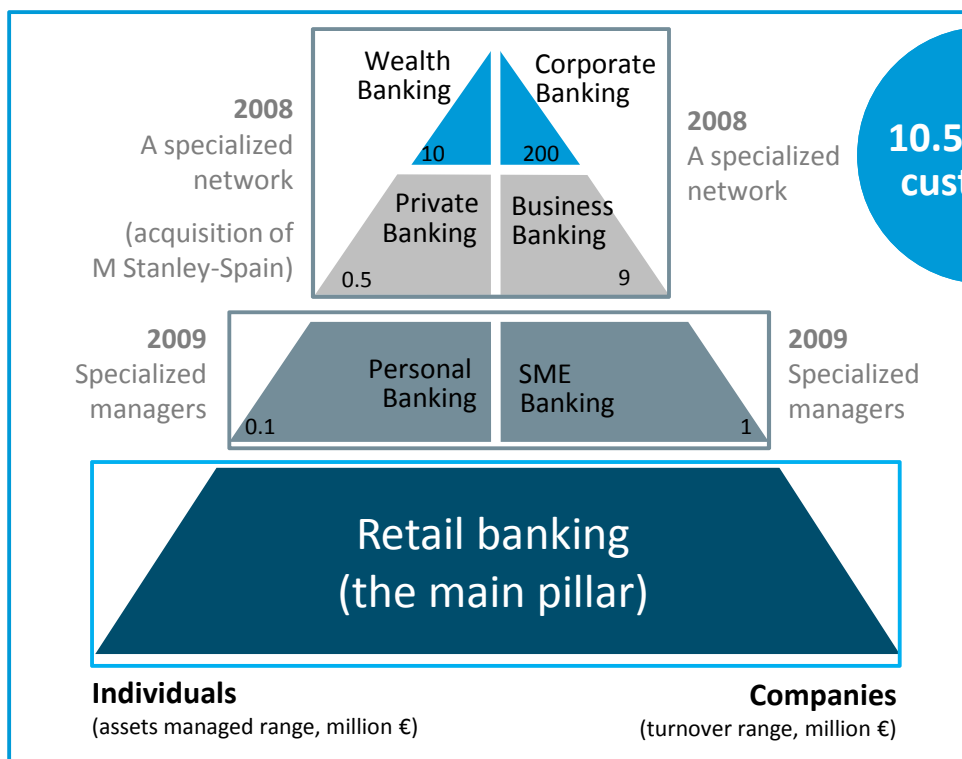 Wealth
Banking
Corporate
Banking
2008
A specialized
network
(acquisition of
M Stanley-Spain)
10
200
2008
A specialized
network
10.5
Private
Banking
Business
Banking
0.5
9
2009
Specialized
managers
Personal
Banking
SME
Banking
0.1
1
2009
Specialized
managers
Retail banking
(the main pillar)
Individuals
(assets managed range, million €)
Companies
(turnover range, million €)